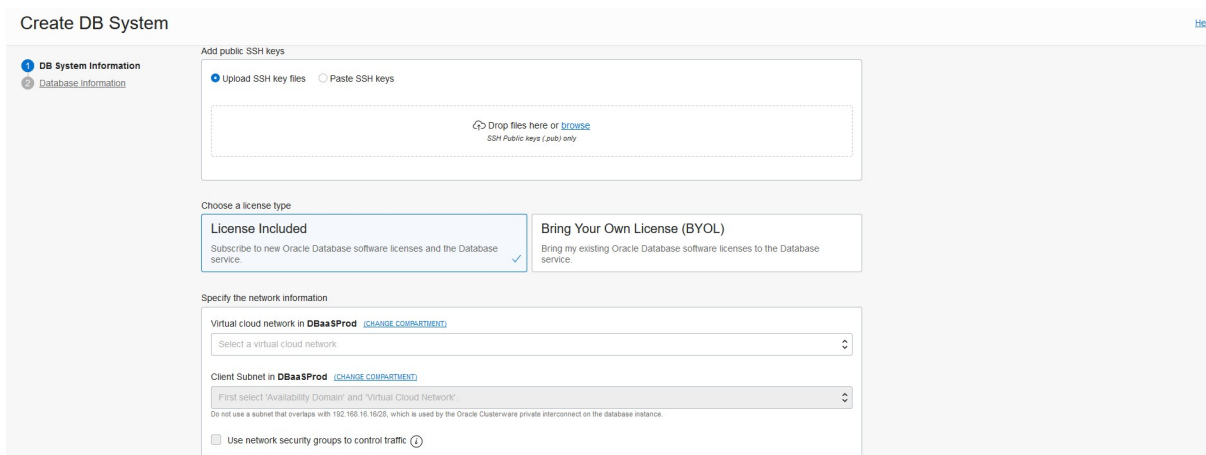 Create DB System
He
1 DB System Information
2 Database Information
Add public SSH keys
Upload SSH key files Paste SSH keys
Drop files here or browse
SSH Public keys (.pub) only
Choose a license type
License Included
Subscribe to new Oracle Database software licenses and the Database
service.
Bring Your Own License (BYOL)
Bring my existing Oracle Database software licenses to the Database
service.
Specify the network information
Virtual cloud network in DBaaSProd (CHANGE COMPARTMENT)
Select a virtual cloud network
Client Subnet in DBaaSProd (CHANGE COMPARTMENT)
First select 'Availability Domain' and 'Virtual Cloud Network'.
Do not use a subnet that overlaps with 192.168.16.16/28, which is used by the Oracle Clusterware private interconnect on the database instance.
Use network security groups to control traffic i